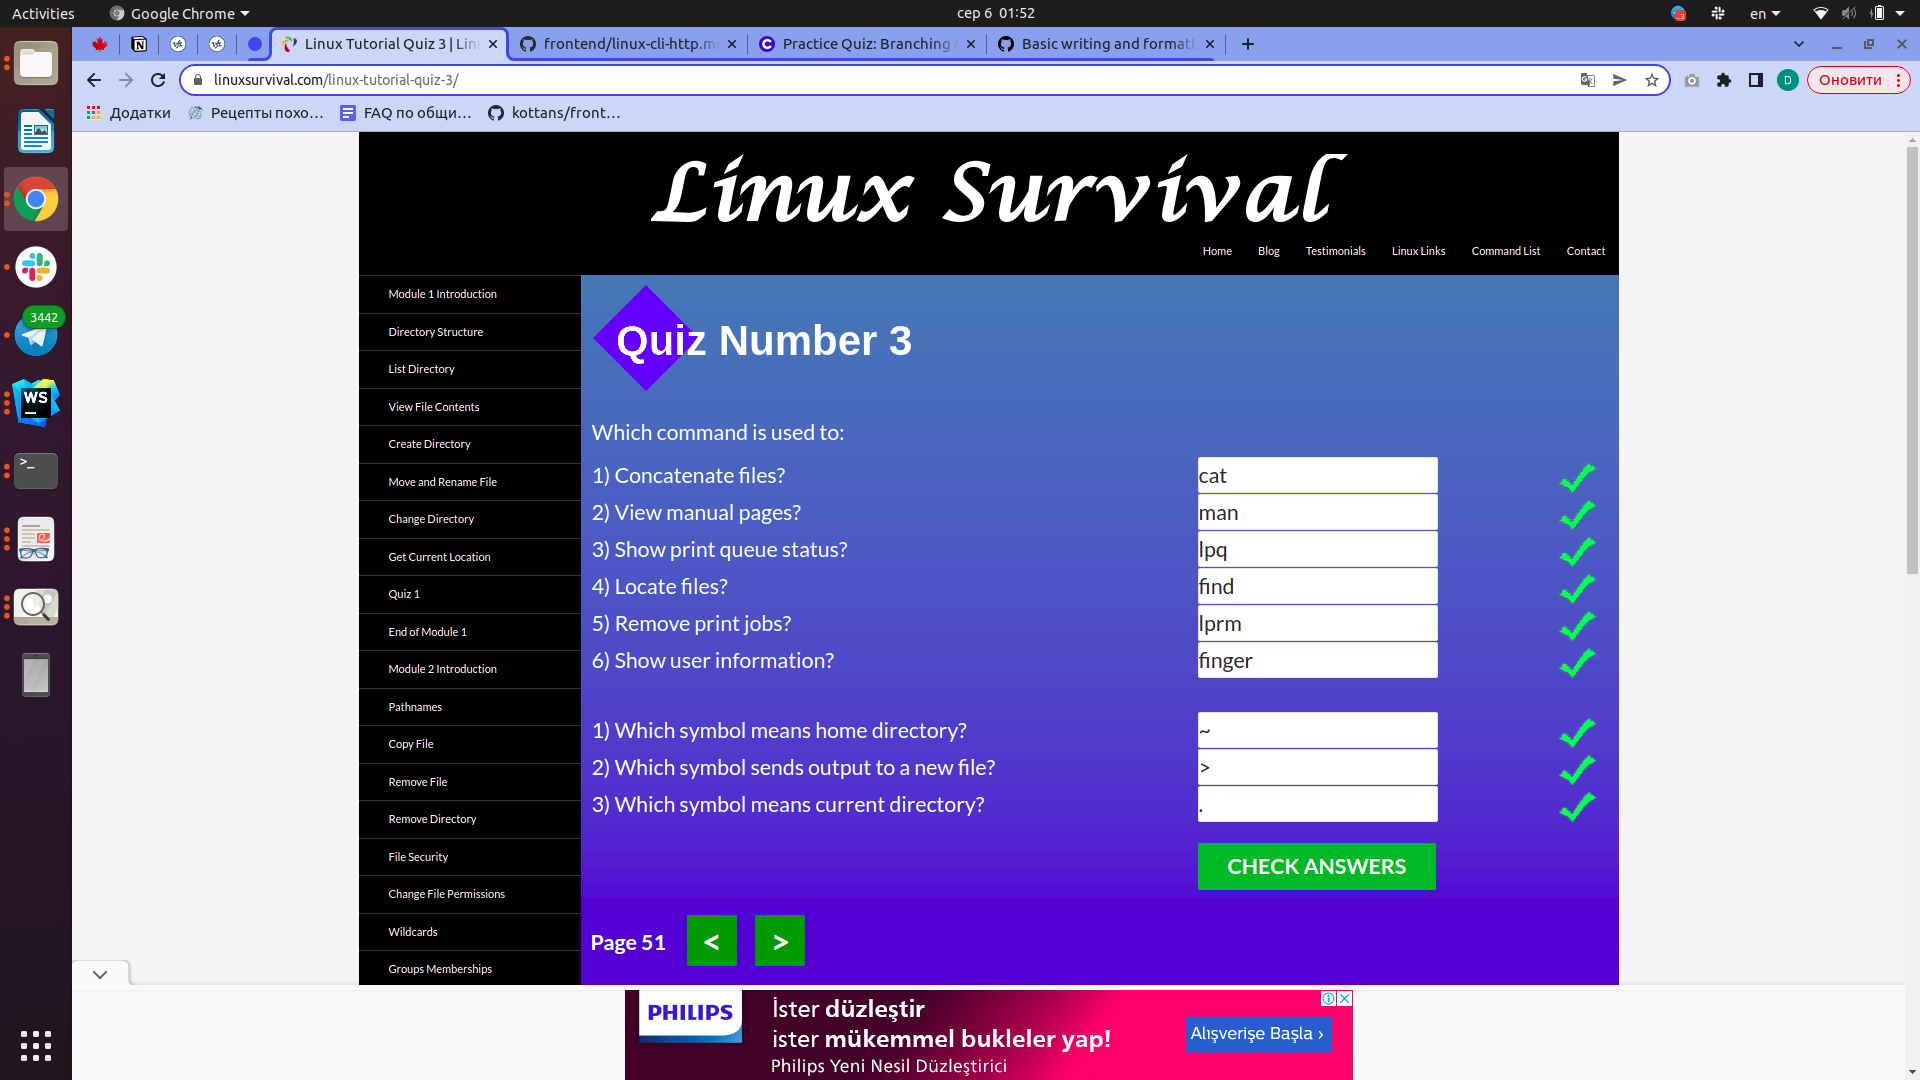 Activities
Google Chrome
сер 6 01:52
2
en
Linux Tutorial Quiz 3 | Lin
frontend/linux-cli-http.m
Practice Quiz: Branching
Basic writing and formatt
linuxsurvival.com/linux-tutorial-quiz-3/
D
Оновити
Додатки
Рецепты похо…
FAQ по общи…
kottans/front…
3442
WS
>_
Linux Survival
Home
Blog
Testimonials
Linux Links
Command List
Contact
Module 1 Introduction
Directory Structure
List Directory
View File Contents
Create Directory
Move and Rename File
Change Directory
Get Current Location
Quiz 1
End of Module 1
Module 2 Introduction
Pathnames
Copy File
Remove File
Remove Directory
File Security
Change File Permissions
Wildcards
Groups Memberships
Quiz Number 3
Which command is used to:
1) Concatenate files? cat
2) View manual pages? man
3) Show print queue status? lpq
4) Locate files? find
5) Remove print jobs? lprm
6) Show user information? finger
1) Which symbol means home directory? ~
2) Which symbol sends output to a new file? >
3) Which symbol means current directory? .
CHECK ANSWERS
Page 51 < >
PHILIPS
İster düzleştir
ister mükemmel bukleler yap!
Philips Yeni Nesil Düzleştirici
Alışverişe Başla ›